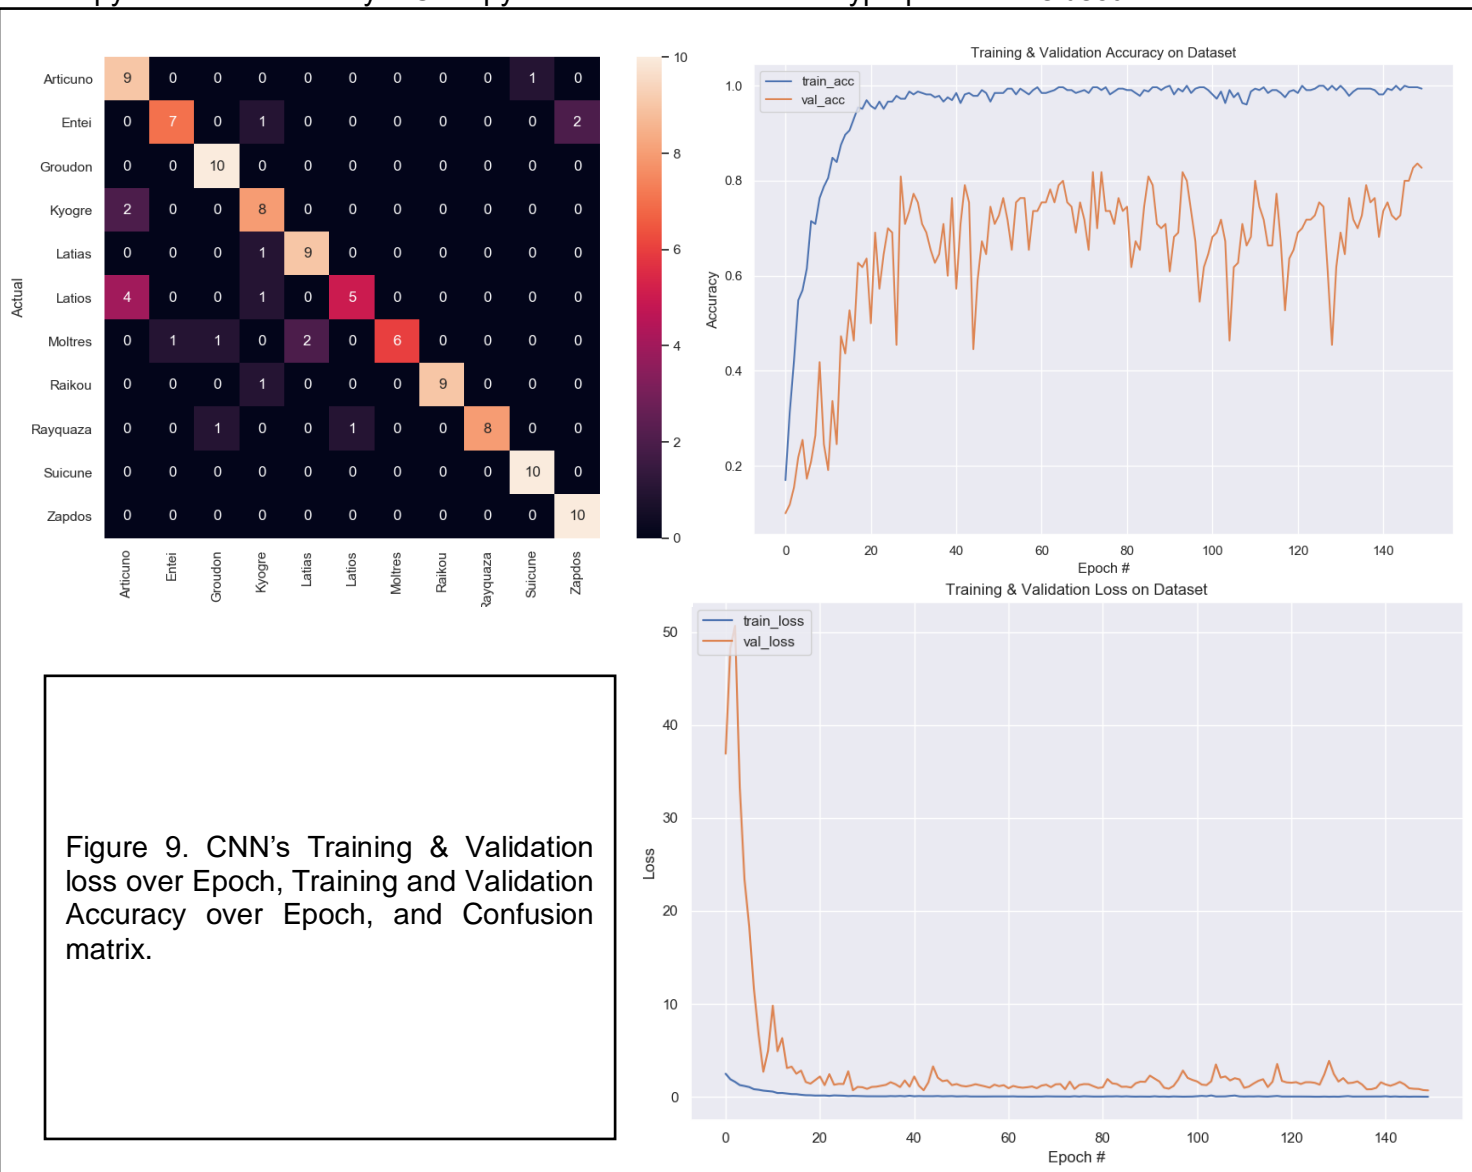 Articuno 9 0 0 0 0 0 0 0 0 1 0
Entei 0 7 0 1 0 0 0 0 0 0 2
Groudon 0 0 10 0 0 0 0 0 0 0 0
Kyogre 2 0 0 8 0 0 0 0 0 0 0
Latias 0 0 0 1 9 0 0 0 0 0 0
Latios 4 0 0 1 0 5 0 0 0 0 0
Moltres 0 1 1 0 2 0 6 0 0 0 0
Raikou 0 0 0 1 0 0 0 9 0 0 0
Rayquaza 0 0 1 0 0 1 0 0 8 0 0
Suicune 0 0 0 0 0 0 0 0 0 10 0
Zapdos 0 0 0 0 0 0 0 0 0 0 10
Actual
Articuno Entei Groudon Kyogre Latias Latios Moltres Raikou Rayquaza Suicune Zapdos
10
8
6
4
2
0
Training & Validation Accuracy on Dataset
train_acc
val_acc
1.0
0.8
0.6
0.4
0.2
Accuracy
0 20 40 60 80 100 120 140
Epoch #
Training & Validation Loss on Dataset
train_loss
val_loss
50
40
30
20
10
0
Loss
0 20 40 60 80 100 120 140
Epoch #
Figure 9. CNN’s Training & Validation
loss over Epoch, Training and Validation
Accuracy over Epoch, and Confusion
matrix.